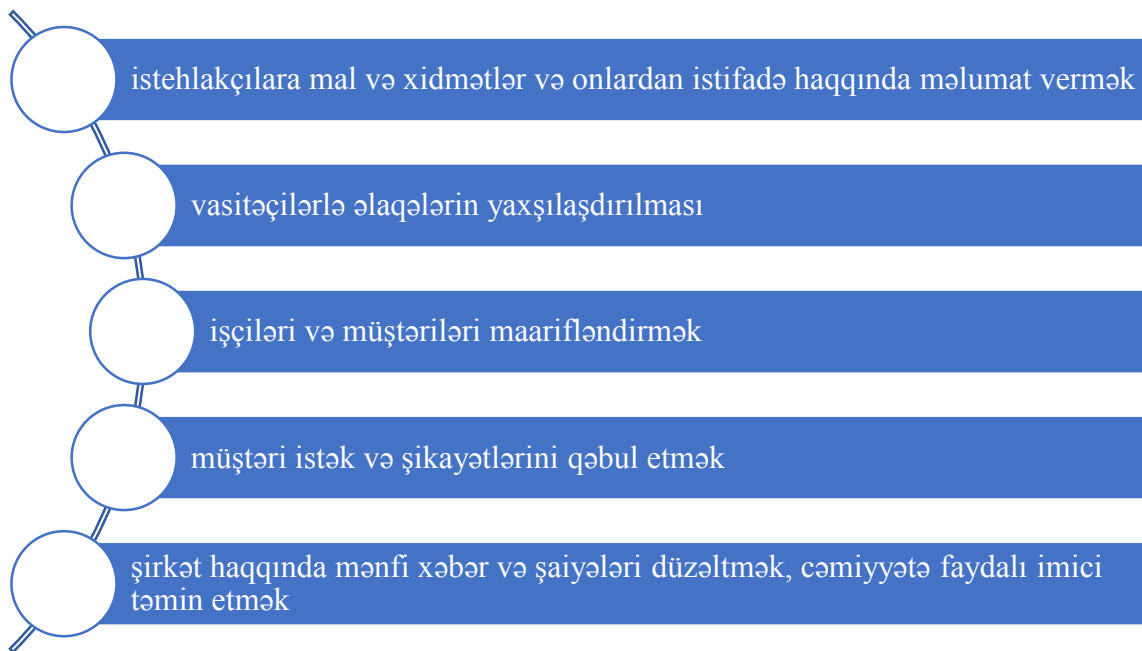 istehlakçılara mal və xidmətlər və onlardan istifadə haqqında məlumat vermək
vasitəçilərlə əlaqələrin yaxşılaşdırılması
işçiləri və müştəriləri maarifləndirmək
müştəri istək və şikayətlərini qəbul etmək
şirkət haqqında mənfi xəbər və şaiyələri düzəltmək, cəmiyyətə faydalı imici
təmin etmək